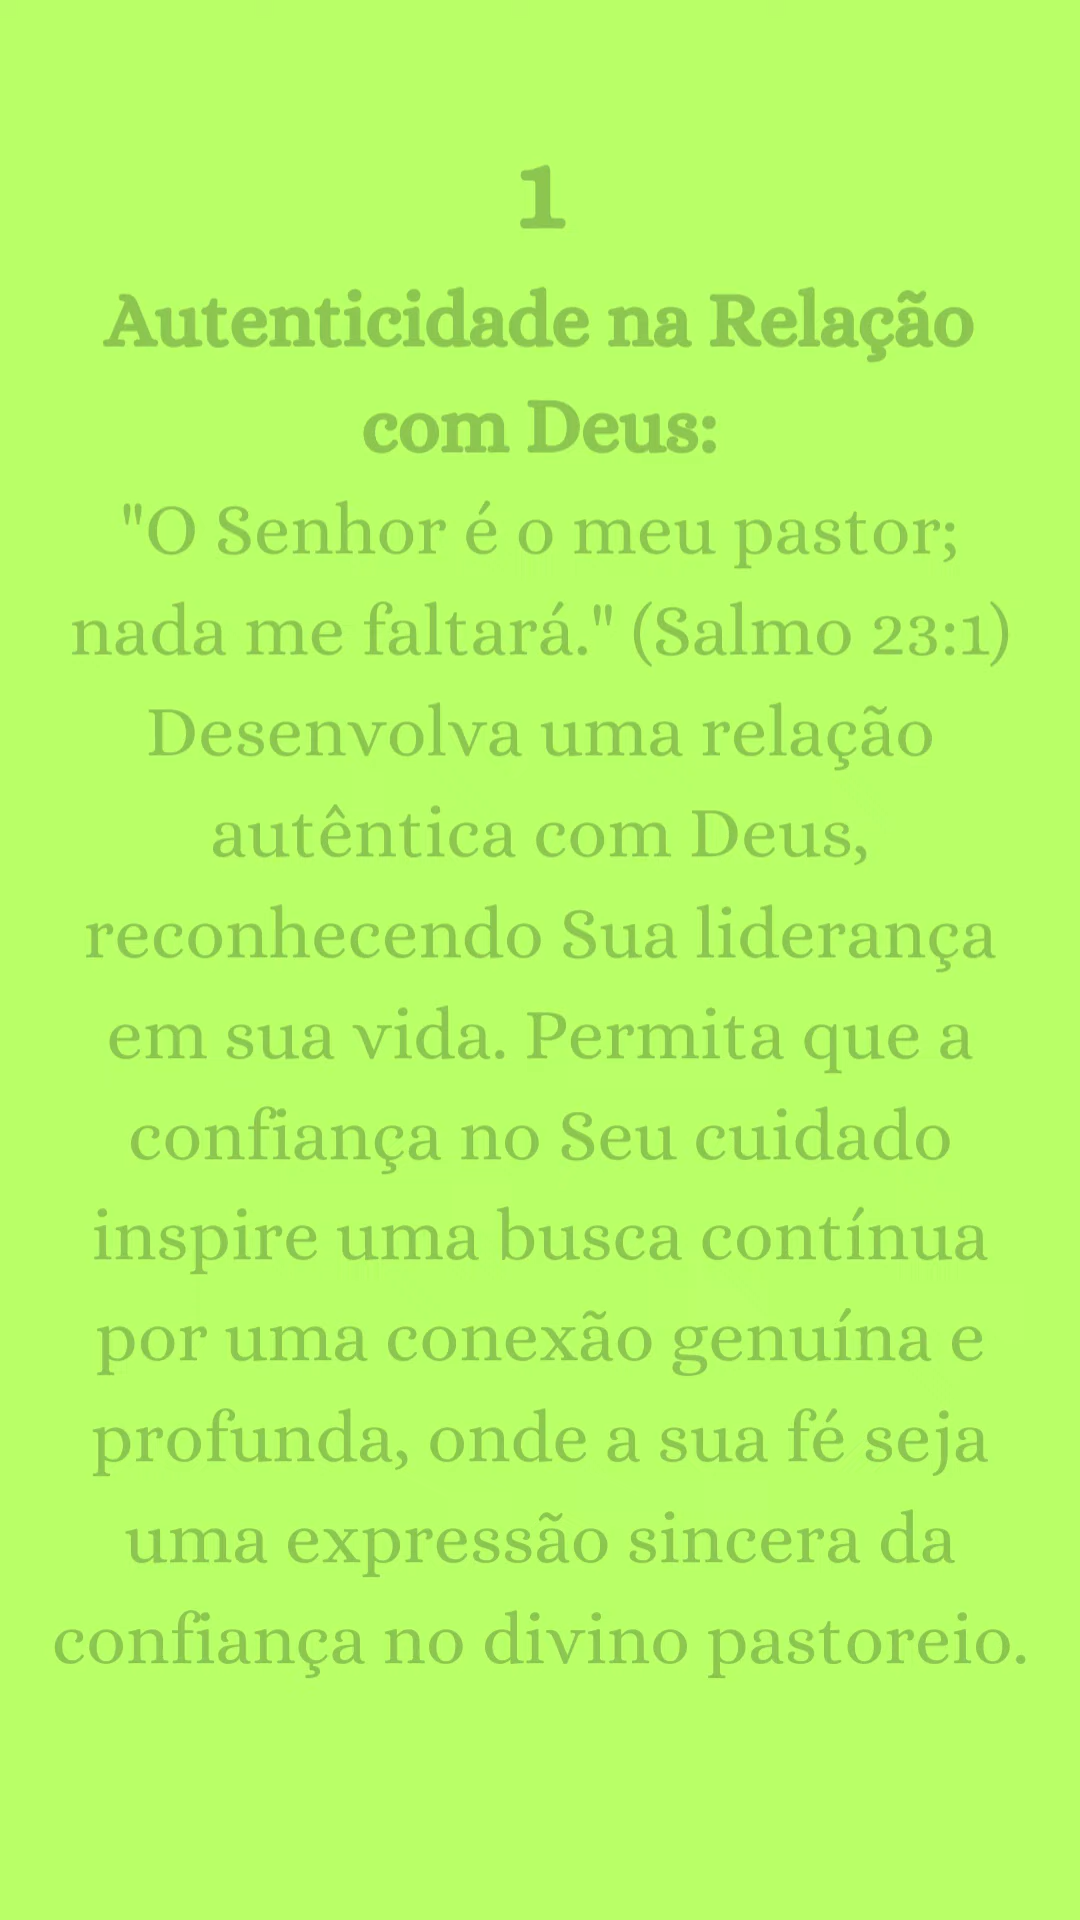 1
Autenticidade na Relação
com Deus:
"O Senhor é o meu pastor;
nada me faltará." (Salmo 23:1)
Desenvolva uma relação
autêntica com Deus,
reconhecendo Sua liderança
em sua vida. Permita que a
confiança no Seu cuidado
inspire uma busca contínua
por uma conexão genuína e
profunda, onde a sua fé seja
uma expressão sincera da
confiança no divino pastoreio.